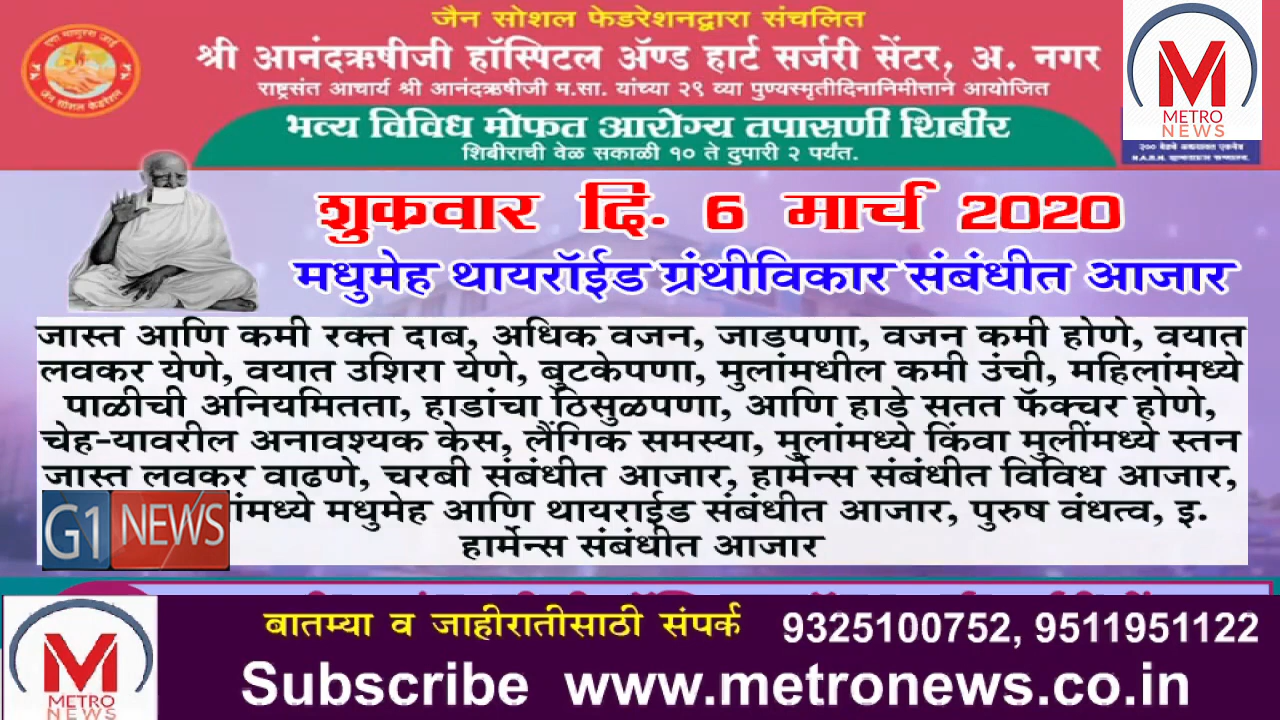 जैन सोशल फेडरेशनद्वारा संचलित
श्री आनंदऋषीजी हॉस्पिटल ॲण्ड हार्ट सर्जरी सेंटर, अ. नगर
राष्ट्रसंत आचार्य श्री आनंदऋषीजी म.सा. यांच्या २९ व्या पुण्यस्मृतीदिनानिमीत्ताने आयोजित
भव्य विविध मोफत आरोग्य तपासणी शिबीर
शिबीराची वेळ सकाळी १० ते दुपारी २ पर्यंत.
जैन सोशल फेडरेशन
METRO
NEWS
शुक्रवार दि. 6 मार्च 2020
मधुमेह थायरॉईड ग्रंथीविकार संबंधीत आजार
जास्त आणि कमी रक्त दाब, अधिक वजन, जाडपणा, वजन कमी होणे, वयात
लवकर येणे, वयात उशिरा येणे, बुटकेपणा, मुलांमधील कमी उंची, महिलांमध्ये
पाळीची अनियमितता, हाडांचा ठिसुळपणा, आणि हाडे सतत फॅक्चर होणे,
चेह-यावरील अनावश्यक केस, लैंगिक समस्या, मुलांमध्ये किंवा मुलींमध्ये स्तन
जास्त लवकर वाढणे, चरबी संबंधीत आजार, हार्मेन्स संबंधीत विविध आजार,
मधुमेह आणि थायराईड संबंधीत आजार, पुरुष वंधत्व, इ.
हार्मेन्स संबंधीत आजार
G1 NEWS
बातम्या व जाहीरातीसाठी संपर्क 9325100752, 9511951122
Subscribe www.metronews.co.in
METRO
NEWS